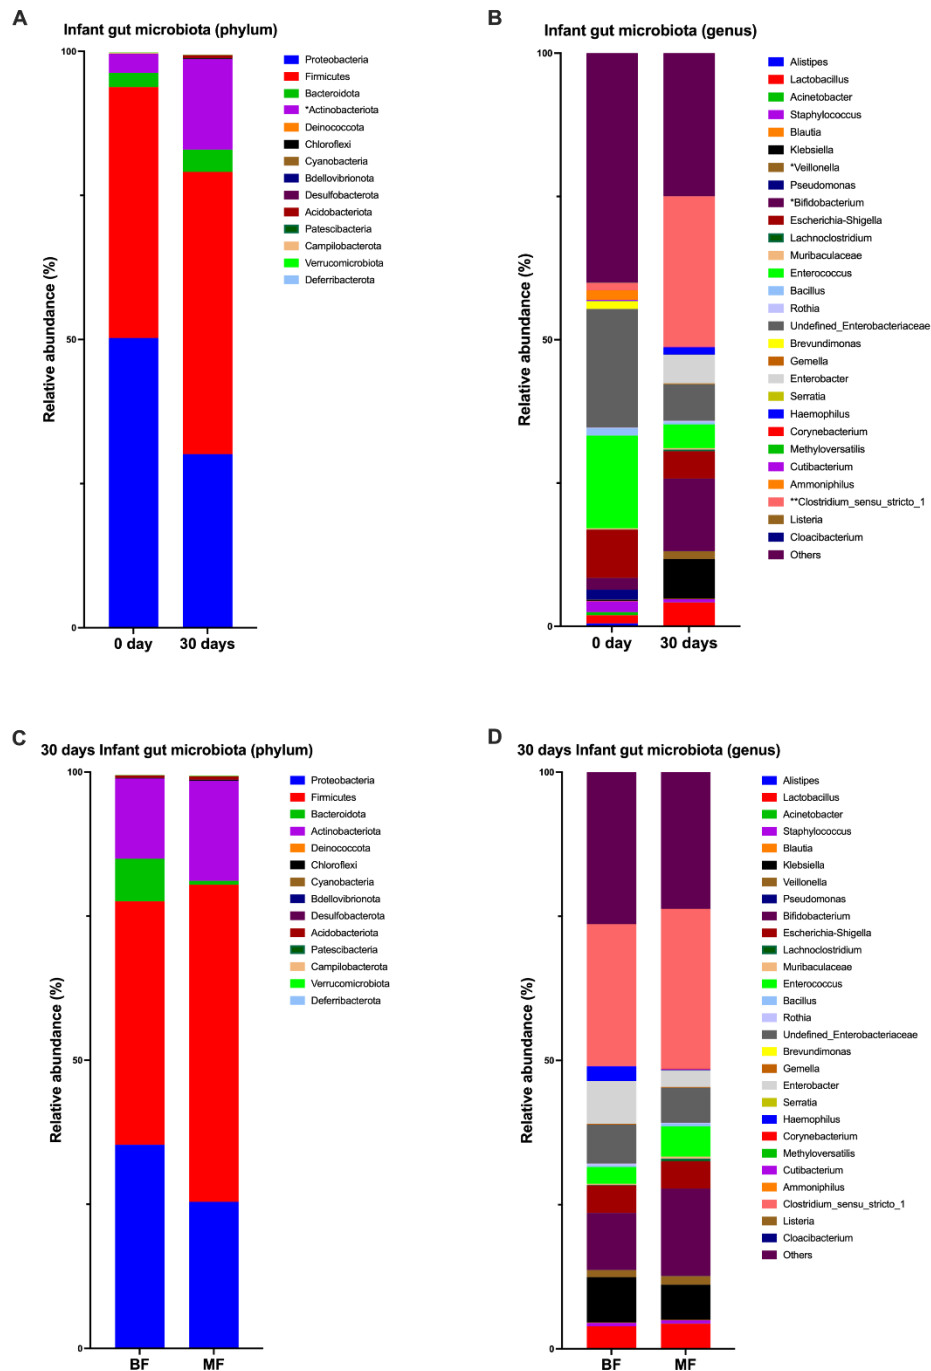 A
Infant gut microbiota (phylum)
100
50
0
Relative abundance (%)
0 day
30 days
Proteobacteria
Firmicutes
Bacteroidota
*Actinobacteriota
Deinococcota
Chloroflexi
Cyanobacteria
Bdellovibrionota
Desulfobacterota
Acidobacteriota
Patescibacteria
Campilobacterota
Verrucomicrobiota
Deferribacterota
B
Infant gut microbiota (genus)
100
50
0
Relative abundance (%)
0 day
30 days
Alistipes
Lactobacillus
Acinetobacter
Staphylococcus
Blautia
Klebsiella
*Veillonella
Pseudomonas
*Bifidobacterium
Escherichia-Shigella
Lachnoclostridium
Muribaculaceae
Enterococcus
Bacillus
Rothia
Undefined_Enterobacteriaceae
Brevundimonas
Gemella
Enterobacter
Serratia
Haemophilus
Corynebacterium
Methyloversatilis
Cutibacterium
Ammoniphilus
**Clostridium_sensu_stricto_1
Listeria
Cloacibacterium
Others
C
30 days Infant gut microbiota (phylum)
100
50
0
Relative abundance (%)
BF
MF
Proteobacteria
Firmicutes
Bacteroidota
Actinobacteriota
Deinococcota
Chloroflexi
Cyanobacteria
Bdellovibrionota
Desulfobacterota
Acidobacteriota
Patescibacteria
Campilobacterota
Verrucomicrobiota
Deferribacterota
D
30 days Infant gut microbiota (genus)
100
50
0
Relative abundance (%)
BF
MF
Alistipes
Lactobacillus
Acinetobacter
Staphylococcus
Blautia
Klebsiella
Veillonella
Pseudomonas
Bifidobacterium
Escherichia-Shigella
Lachnoclostridium
Muribaculaceae
Enterococcus
Bacillus
Rothia
Undefined_Enterobacteriaceae
Brevundimonas
Gemella
Enterobacter
Serratia
Haemophilus
Corynebacterium
Methyloversatilis
Cutibacterium
Ammoniphilus
Clostridium_sensu_stricto_1
Listeria
Cloacibacterium
Others